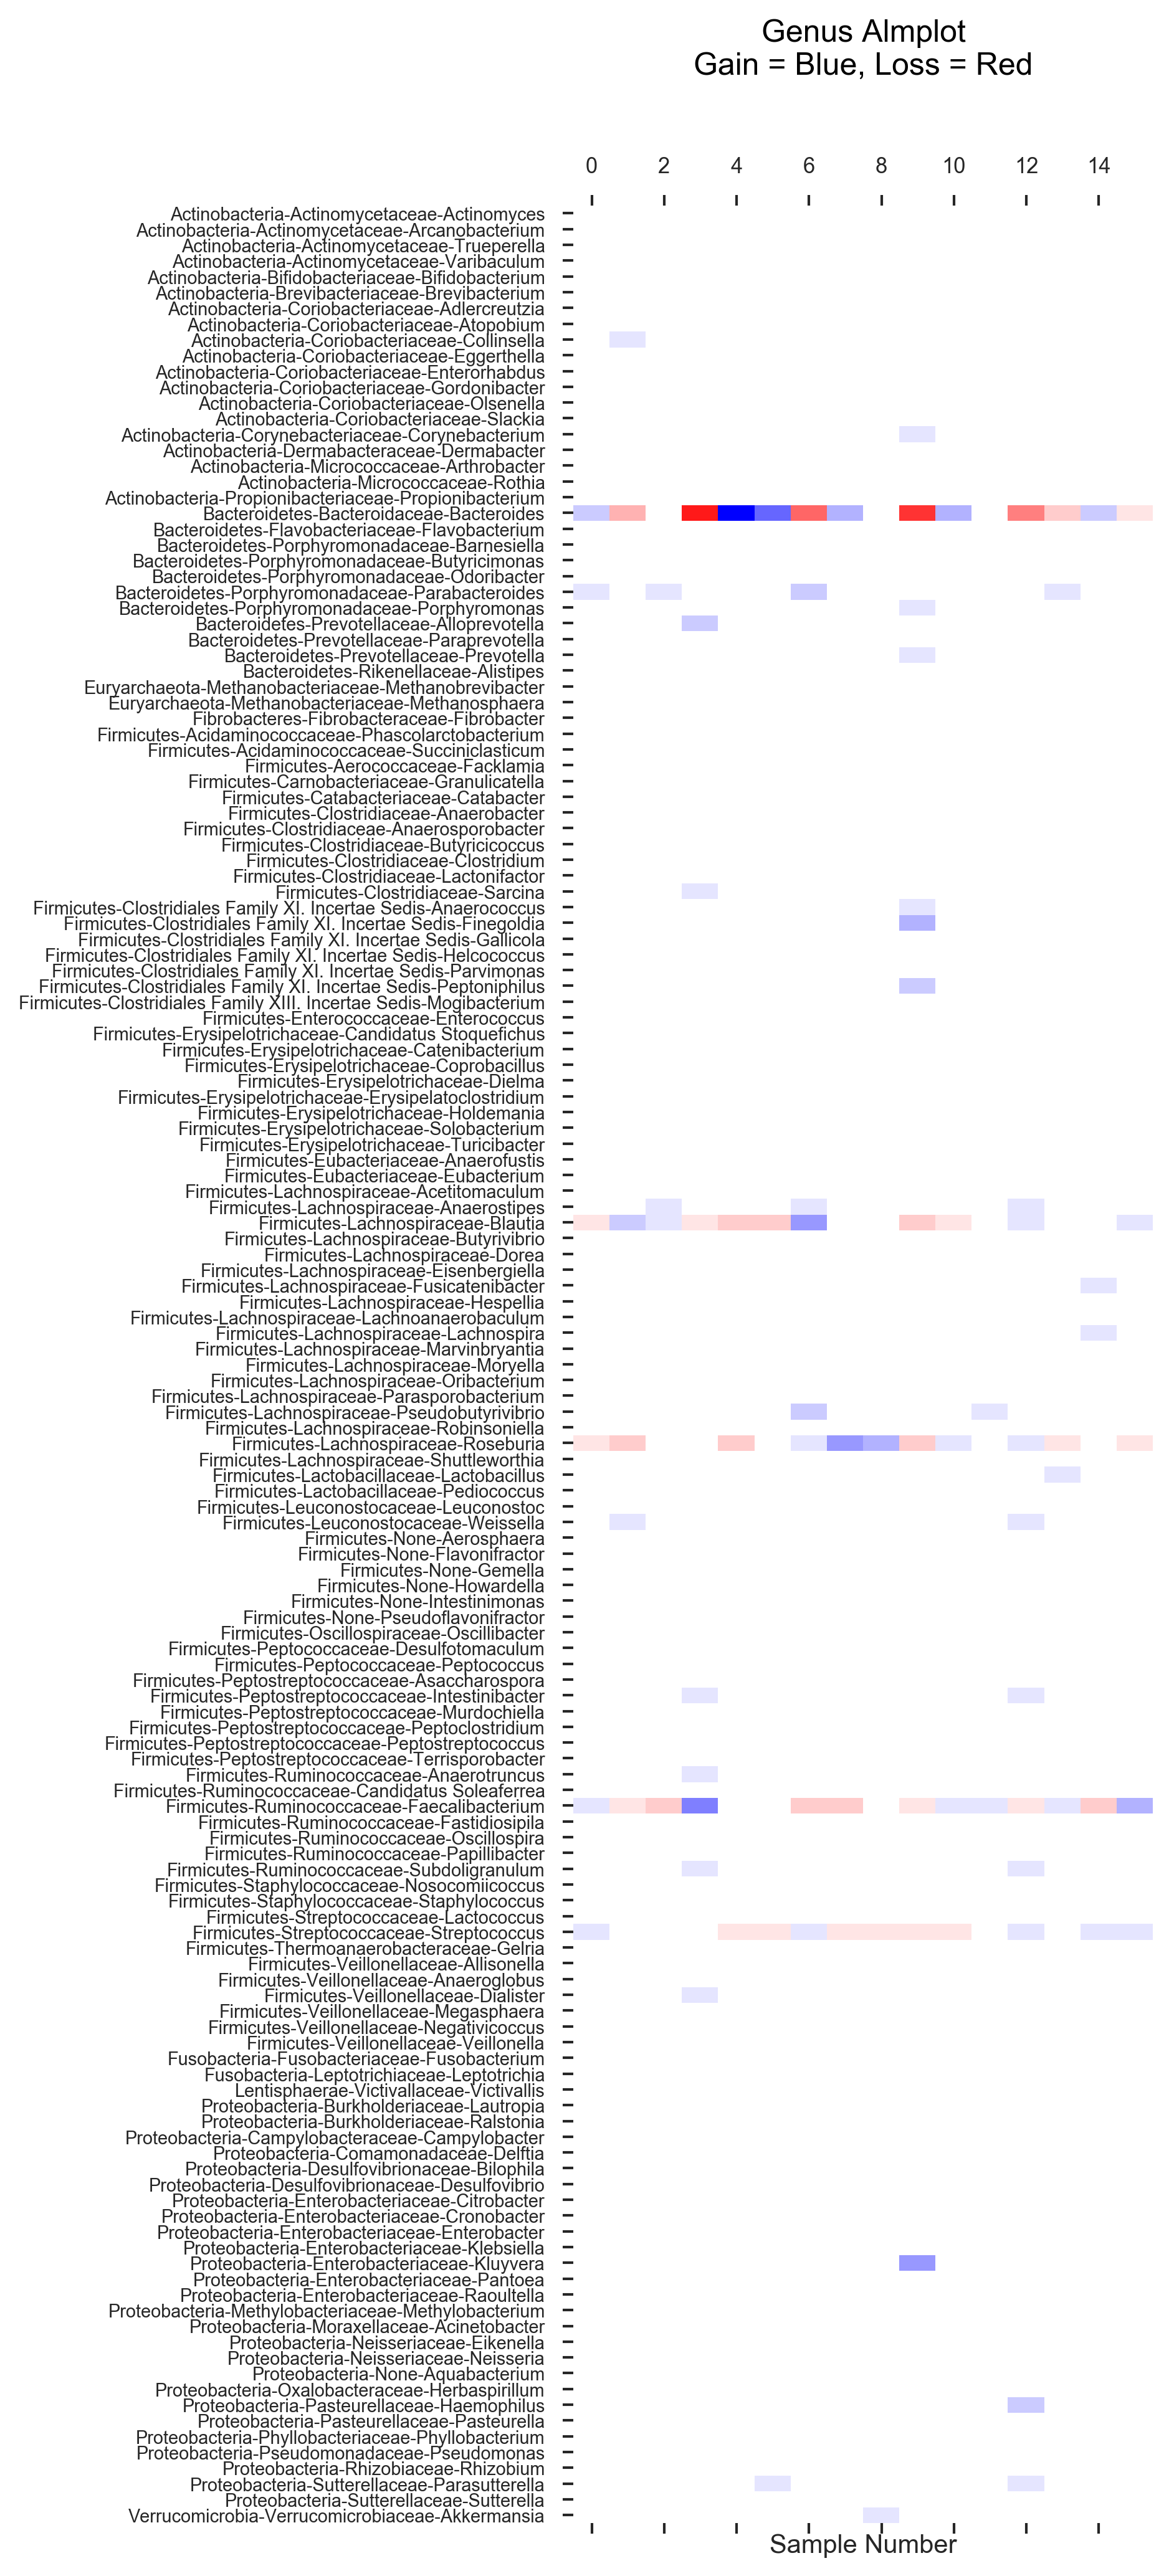 Genus Almplot
Gain = Blue, Loss = Red
0 2 4 6 8 10 12 14
Actinobacteria-Actinomycetaceae-Actinomyces
Actinobacteria-Actinomycetaceae-Arcanobacterium
Actinobacteria-Actinomycetaceae-Trueperella
Actinobacteria-Actinomycetaceae-Varibaculum
Actinobacteria-Bifidobacteriaceae-Bifidobacterium
Actinobacteria-Brevibacteriaceae-Brevibacterium
Actinobacteria-Coriobacteriaceae-Adlercreutzia
Actinobacteria-Coriobacteriaceae-Atopobium
Actinobacteria-Coriobacteriaceae-Collinsella
Actinobacteria-Coriobacteriaceae-Eggerthella
Actinobacteria-Coriobacteriaceae-Enterorhabdus
Actinobacteria-Coriobacteriaceae-Gordonibacter
Actinobacteria-Coriobacteriaceae-Olsenella
Actinobacteria-Coriobacteriaceae-Slackia
Actinobacteria-Corynebacteriaceae-Corynebacterium
Actinobacteria-Dermabacteraceae-Dermabacter
Actinobacteria-Micrococcaceae-Arthrobacter
Actinobacteria-Micrococcaceae-Rothia
Actinobacteria-Propionibacteriaceae-Propionibacterium
Bacteroidetes-Bacteroidaceae-Bacteroides
Bacteroidetes-Flavobacteriaceae-Flavobacterium
Bacteroidetes-Porphyromonadaceae-Barnesiella
Bacteroidetes-Porphyromonadaceae-Butyricimonas
Bacteroidetes-Porphyromonadaceae-Odoribacter
Bacteroidetes-Porphyromonadaceae-Parabacteroides
Bacteroidetes-Porphyromonadaceae-Porphyromonas
Bacteroidetes-Prevotellaceae-Alloprevotella
Bacteroidetes-Prevotellaceae-Paraprevotella
Bacteroidetes-Prevotellaceae-Prevotella
Bacteroidetes-Rikenellaceae-Alistipes
Euryarchaeota-Methanobacteriaceae-Methanobrevibacter
Euryarchaeota-Methanobacteriaceae-Methanosphaera
Fibrobacteres-Fibrobacteraceae-Fibrobacter
Firmicutes-Acidaminococcaceae-Phascolarctobacterium
Firmicutes-Acidaminococcaceae-Succiniclasticum
Firmicutes-Aerococcaceae-Facklamia
Firmicutes-Carnobacteriaceae-Granulicatella
Firmicutes-Catabacteriaceae-Catabacter
Firmicutes-Clostridiaceae-Anaerobacter
Firmicutes-Clostridiaceae-Anaerosporobacter
Firmicutes-Clostridiaceae-Butyricicoccus
Firmicutes-Clostridiaceae-Clostridium
Firmicutes-Clostridiaceae-Lactonifactor
Firmicutes-Clostridiaceae-Sarcina
Firmicutes-Clostridiales Family XI. Incertae Sedis-Anaerococcus
Firmicutes-Clostridiales Family XI. Incertae Sedis-Finegoldia
Firmicutes-Clostridiales Family XI. Incertae Sedis-Gallicola
Firmicutes-Clostridiales Family XI. Incertae Sedis-Helcococcus
Firmicutes-Clostridiales Family XI. Incertae Sedis-Parvimonas
Firmicutes-Clostridiales Family XI. Incertae Sedis-Peptoniphilus
Firmicutes-Clostridiales Family XIII. Incertae Sedis-Mogibacterium
Firmicutes-Enterococcaceae-Enterococcus
Firmicutes-Erysipelotrichaceae-Candidatus Stoquefichus
Firmicutes-Erysipelotrichaceae-Catenibacterium
Firmicutes-Erysipelotrichaceae-Coprobacillus
Firmicutes-Erysipelotrichaceae-Dielma
Firmicutes-Erysipelotrichaceae-Erysipelatoclostridium
Firmicutes-Erysipelotrichaceae-Holdemania
Firmicutes-Erysipelotrichaceae-Solobacterium
Firmicutes-Erysipelotrichaceae-Turicibacter
Firmicutes-Eubacteriaceae-Anaerofustis
Firmicutes-Eubacteriaceae-Eubacterium
Firmicutes-Lachnospiraceae-Acetitomaculum
Firmicutes-Lachnospiraceae-Anaerostipes
Firmicutes-Lachnospiraceae-Blautia
Firmicutes-Lachnospiraceae-Butyrivibrio
Firmicutes-Lachnospiraceae-Dorea
Firmicutes-Lachnospiraceae-Eisenbergiella
Firmicutes-Lachnospiraceae-Fusicatenibacter
Firmicutes-Lachnospiraceae-Hespellia
Firmicutes-Lachnospiraceae-Lachnoanaerobaculum
Firmicutes-Lachnospiraceae-Lachnospira
Firmicutes-Lachnospiraceae-Marvinbryantia
Firmicutes-Lachnospiraceae-Moryella
Firmicutes-Lachnospiraceae-Oribacterium
Firmicutes-Lachnospiraceae-Parasporobacterium
Firmicutes-Lachnospiraceae-Pseudobutyrivibrio
Firmicutes-Lachnospiraceae-Robinsoniella
Firmicutes-Lachnospiraceae-Roseburia
Firmicutes-Lachnospiraceae-Shuttleworthia
Firmicutes-Lactobacillaceae-Lactobacillus
Firmicutes-Lactobacillaceae-Pediococcus
Firmicutes-Leuconostocaceae-Leuconostoc
Firmicutes-Leuconostocaceae-Weissella
Firmicutes-None-Aerosphaera
Firmicutes-None-Flavonifractor
Firmicutes-None-Gemella
Firmicutes-None-Howardella
Firmicutes-None-Intestinimonas
Firmicutes-None-Pseudoflavonifractor
Firmicutes-Oscillospiraceae-Oscillibacter
Firmicutes-Peptococcaceae-Desulfotomaculum
Firmicutes-Peptococcaceae-Peptococcus
Firmicutes-Peptostreptococcaceae-Asaccharospora
Firmicutes-Peptostreptococcaceae-Intestinibacter
Firmicutes-Peptostreptococcaceae-Murdochiella
Firmicutes-Peptostreptococcaceae-Peptoclostridium
Firmicutes-Peptostreptococcaceae-Peptostreptococcus
Firmicutes-Peptostreptococcaceae-Terrisporobacter
Firmicutes-Ruminococcaceae-Anaerotruncus
Firmicutes-Ruminococcaceae-Candidatus Soleaferrea
Firmicutes-Ruminococcaceae-Faecalibacterium
Firmicutes-Ruminococcaceae-Fastidiosipila
Firmicutes-Ruminococcaceae-Oscillospira
Firmicutes-Ruminococcaceae-Papillibacter
Firmicutes-Ruminococcaceae-Subdoligranulum
Firmicutes-Staphylococcaceae-Nosocomiicoccus
Firmicutes-Staphylococcaceae-Staphylococcus
Firmicutes-Streptococcaceae-Lactococcus
Firmicutes-Streptococcaceae-Streptococcus
Firmicutes-Thermoanaerobacteraceae-Gelria
Firmicutes-Veillonellaceae-Allisonella
Firmicutes-Veillonellaceae-Anaeroglobus
Firmicutes-Veillonellaceae-Dialister
Firmicutes-Veillonellaceae-Megasphaera
Firmicutes-Veillonellaceae-Negativicoccus
Firmicutes-Veillonellaceae-Veillonella
Fusobacteria-Fusobacteriaceae-Fusobacterium
Fusobacteria-Leptotrichiaceae-Leptotrichia
Lentisphaerae-Victivallaceae-Victivallis
Proteobacteria-Burkholderiaceae-Lautropia
Proteobacteria-Burkholderiaceae-Ralstonia
Proteobacteria-Campylobacteraceae-Campylobacter
Proteobacteria-Comamonadaceae-Delftia
Proteobacteria-Desulfovibrionaceae-Bilophila
Proteobacteria-Desulfovibrionaceae-Desulfovibrio
Proteobacteria-Enterobacteriaceae-Citrobacter
Proteobacteria-Enterobacteriaceae-Cronobacter
Proteobacteria-Enterobacteriaceae-Enterobacter
Proteobacteria-Enterobacteriaceae-Klebsiella
Proteobacteria-Enterobacteriaceae-Kluyvera
Proteobacteria-Enterobacteriaceae-Pantoea
Proteobacteria-Enterobacteriaceae-Raoultella
Proteobacteria-Methylobacteriaceae-Methylobacterium
Proteobacteria-Moraxellaceae-Acinetobacter
Proteobacteria-Neisseriaceae-Eikenella
Proteobacteria-Neisseriaceae-Neisseria
Proteobacteria-None-Aquabacterium
Proteobacteria-Oxalobacteraceae-Herbaspirillum
Proteobacteria-Pasteurellaceae-Haemophilus
Proteobacteria-Pasteurellaceae-Pasteurella
Proteobacteria-Phyllobacteriaceae-Phyllobacterium
Proteobacteria-Pseudomonadaceae-Pseudomonas
Proteobacteria-Rhizobiaceae-Rhizobium
Proteobacteria-Sutterellaceae-Parasutterella
Proteobacteria-Sutterellaceae-Sutterella
Verrucomicrobia-Verrucomicrobiaceae-Akkermansia
Sample Number